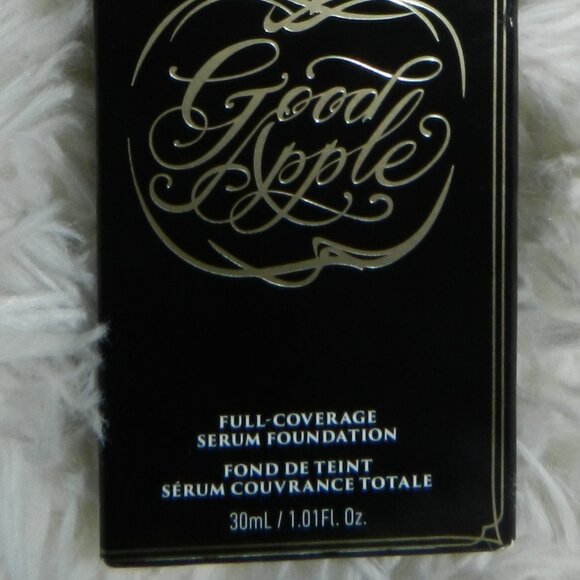 Good
Apple
FULL-COVERAGE
SERUM FOUNDATION
FOND DE TEINT
SÉRUM COUVRANCE TOTALE
30mL / 1.01Fl. Oz.